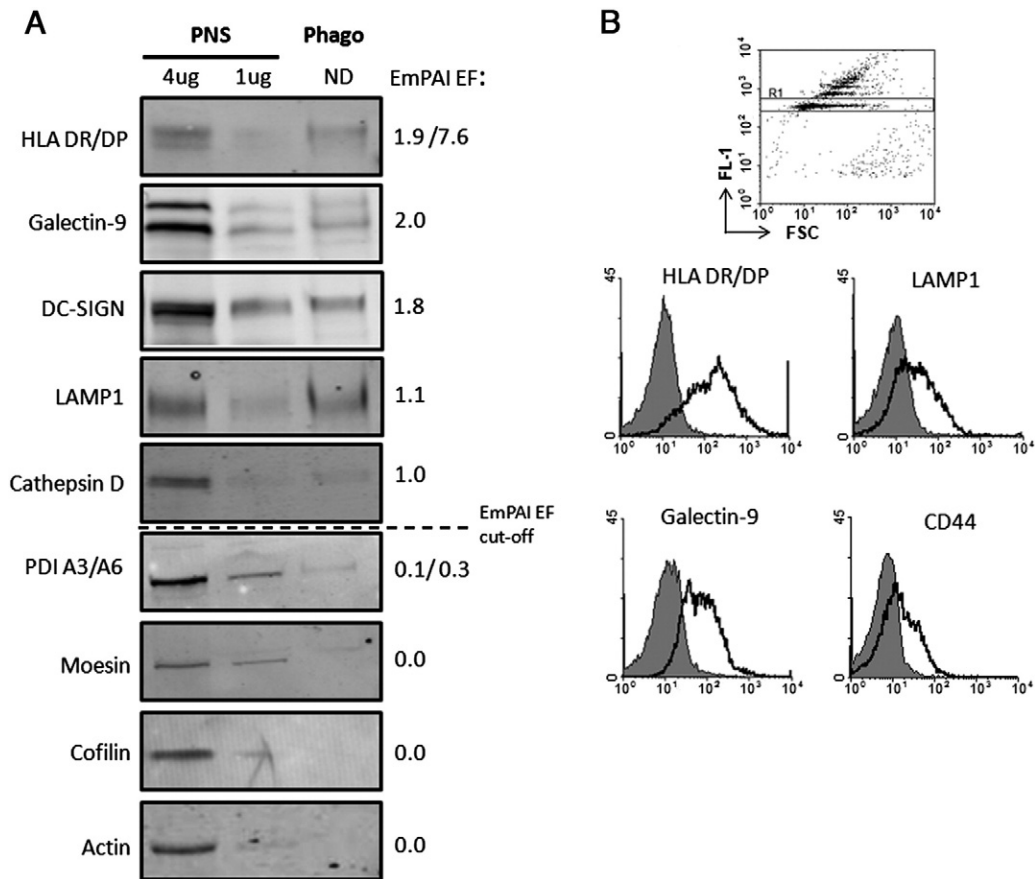 A
PNS Phago
4ug 1ug ND EmPAI EF:
HLA DR/DP 1.9/7.6
Galectin-9 2.0
DC-SIGN 1.8
LAMP1 1.1
Cathepsin D 1.0
EmPAI EF
cut-off
PDI A3/A6 0.1/0.3
Moesin 0.0
Cofilin 0.0
Actin 0.0
B
10⁴
10³
R1
10²
10¹
10⁰
FL-1
10⁰ 10¹ 10² 10³ 10⁴
FSC
HLA DR/DP
45
0
10⁰ 10¹ 10² 10³ 10⁴
LAMP1
45
0
10⁰ 10¹ 10² 10³ 10⁴
Galectin-9
45
0
10⁰ 10¹ 10² 10³ 10⁴
CD44
45
0
10⁰ 10¹ 10² 10³ 10⁴